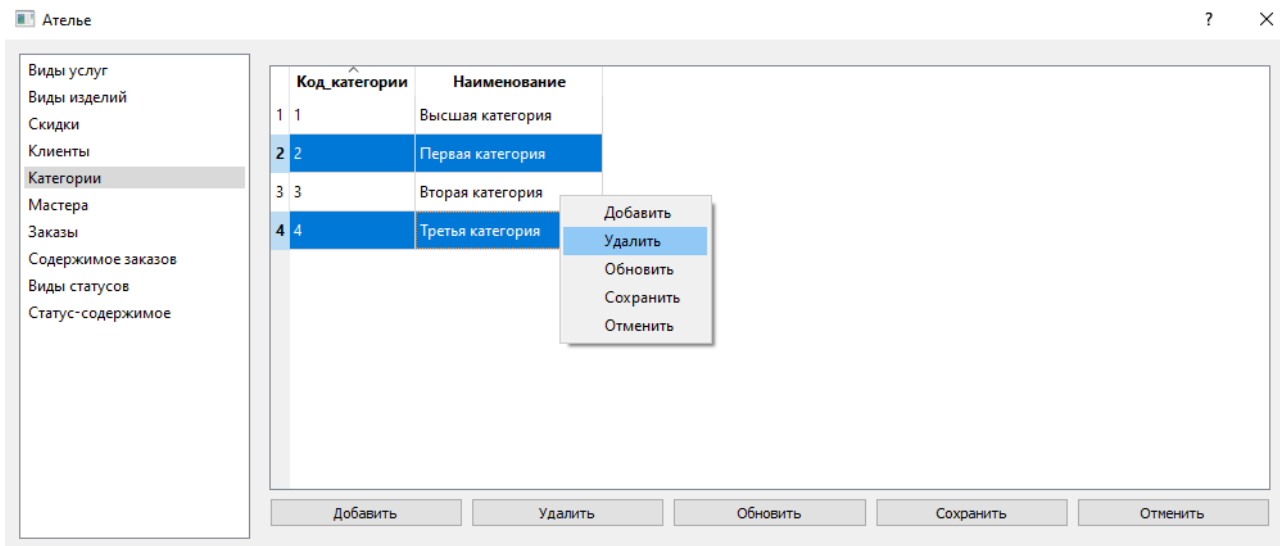 Ателье ?
Виды услуг
Виды изделий
Скидки
Клиенты
Категории
Мастера
Заказы
Содержимое заказов
Виды статусов
Статус-содержимое
Код_категории Наименование
1 1 Высшая категория
2 2 Первая категория
3 3 Вторая категория
4 4 Третья категория
Добавить
Удалить
Обновить
Сохранить
Отменить
Добавить Удалить Обновить Сохранить Отменить